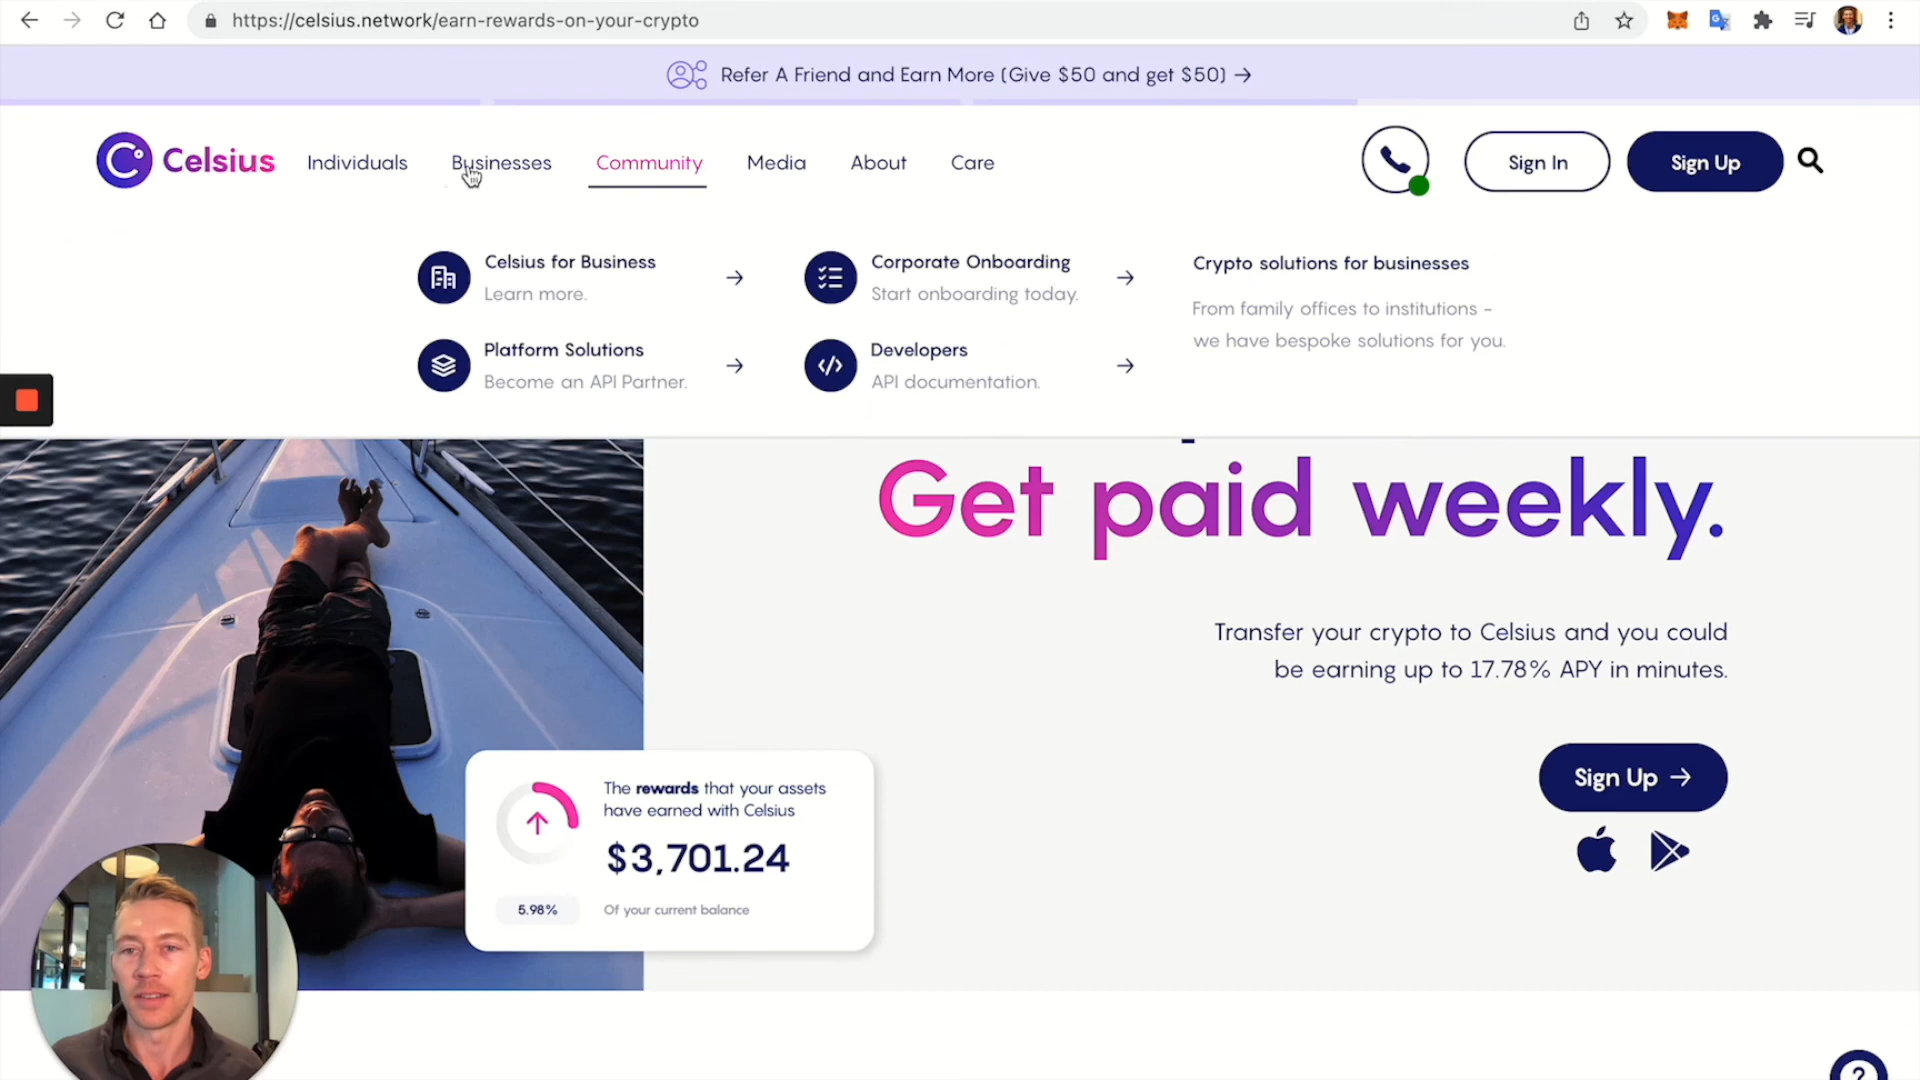 https://celsius.network/earn-rewards-on-your-crypto
Refer A Friend and Earn More (Give $50 and get $50) →
Celsius
Individuals
Businesses
Community
Media
About
Care
Sign In
Sign Up
Celsius for Business
Learn more.
Corporate Onboarding
Start onboarding today.
Crypto solutions for businesses
From family offices to institutions -
we have bespoke solutions for you.
Platform Solutions
Become an API Partner.
Developers
API documentation.
Get paid weekly.
Transfer your crypto to Celsius and you could
be earning up to 17.78% APY in minutes.
Sign Up →
The rewards that your assets
have earned with Celsius
$3,701.24
5.98%
Of your current balance
?